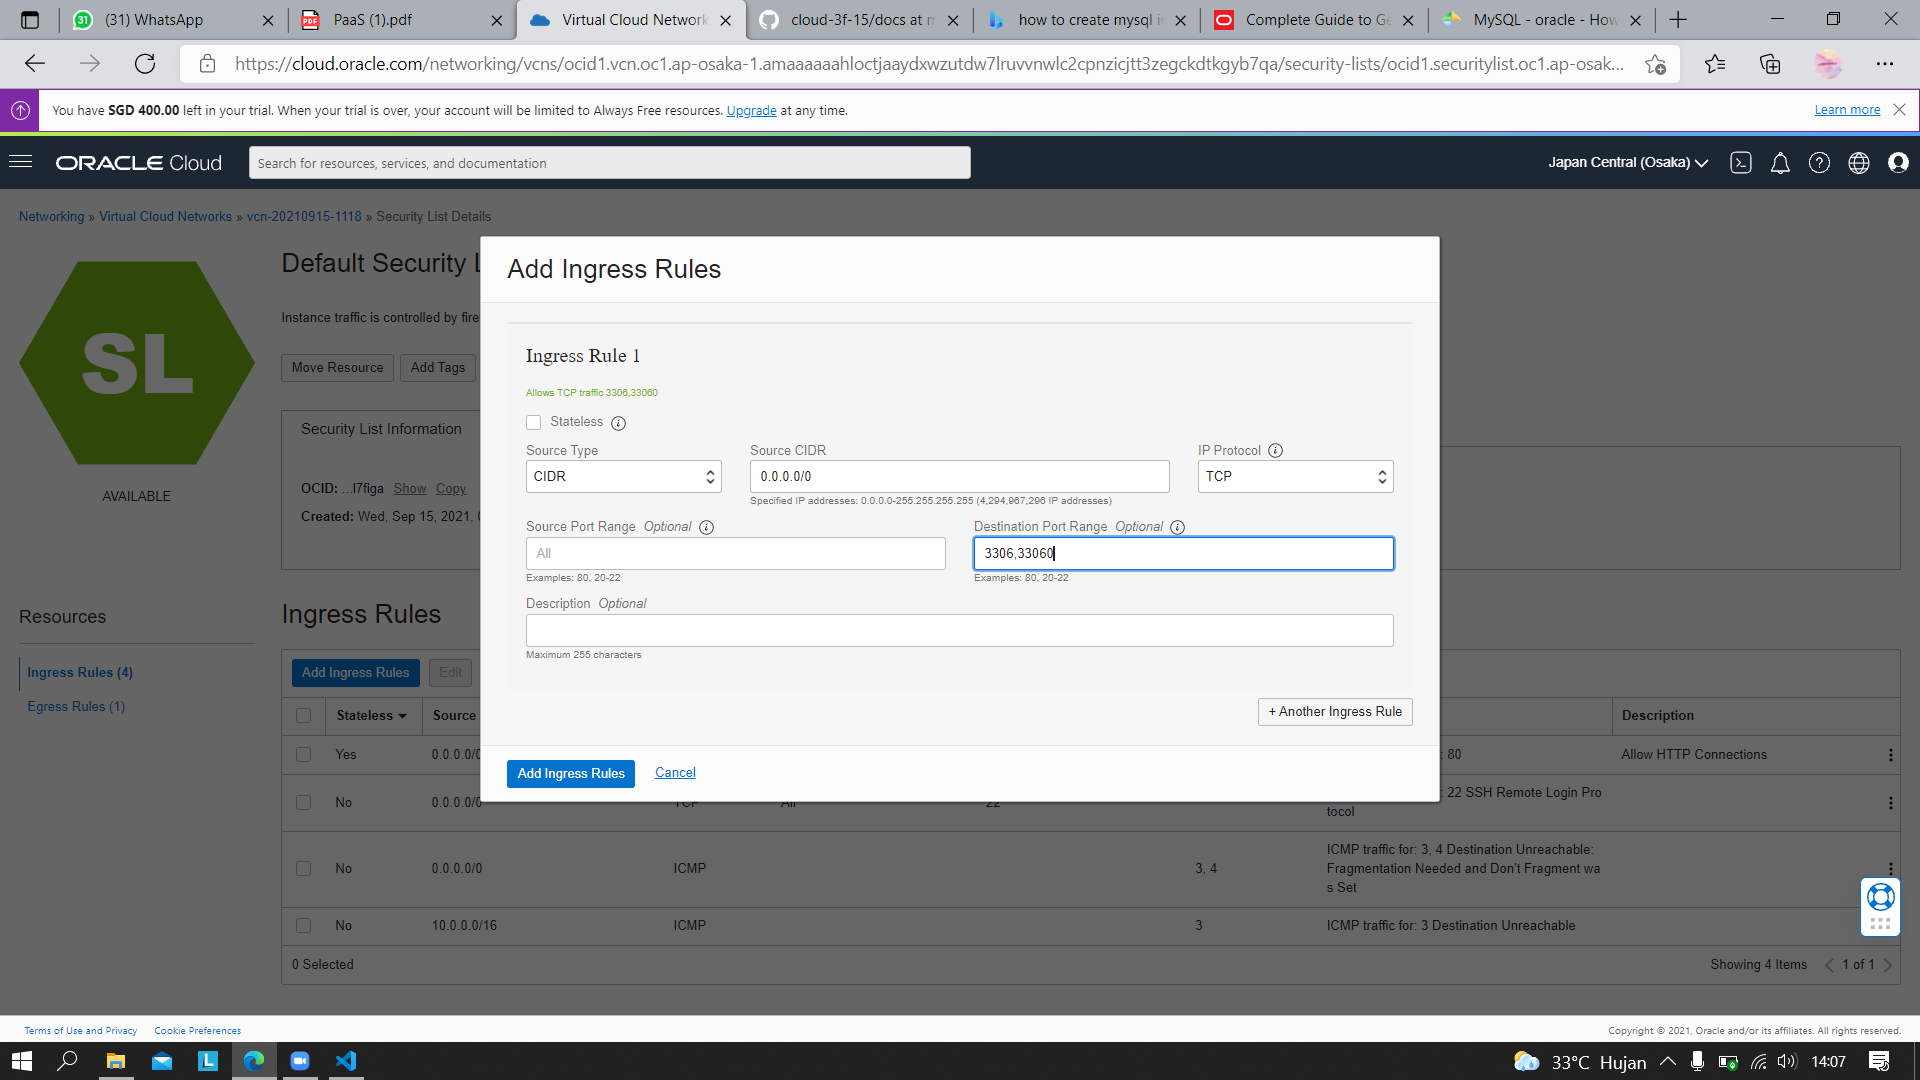 (31) WhatsApp
PaaS (1).pdf
Virtual Cloud Network
cloud-3f-15/docs at m
how to create mysql i
Complete Guide to Ge
MySQL - oracle - How
https://cloud.oracle.com/networking/vcns/ocid1.vcn.oc1.ap-osaka-1.amaaaaaahloctjaaydxwzutdw7lruvvnwlc2cpnzicjtt3zegckdtkgyb7qa/security-lists/ocid1.securitylist.oc1.ap-osak...
You have SGD 400.00 left in your trial. When your trial is over, your account will be limited to Always Free resources. Upgrade at any time.
Learn more
ORACLE Cloud
Search for resources, services, and documentation
Japan Central (Osaka)
Networking » Virtual Cloud Networks » vcn-20210915-1118 » Security List Details
SL
AVAILABLE
Default Security L
Instance traffic is controlled by fire
Move Resource
Add Tags
Security List Information
OCID: ...l7figa Show Copy
Created: Wed, Sep 15, 2021,
Add Ingress Rules
Ingress Rule 1
Allows TCP traffic 3306,33060
Stateless
Source Type
Source CIDR
IP Protocol
CIDR
0.0.0.0/0
TCP
Specified IP addresses: 0.0.0.0-255.255.255.255 (4,294,967,296 IP addresses)
Source Port Range Optional
Destination Port Range Optional
All
3306,33060
Examples: 80, 20-22
Examples: 80, 20-22
Description Optional
Maximum 255 characters
+ Another Ingress Rule
Add Ingress Rules
Cancel
Resources
Ingress Rules (4)
Egress Rules (1)
Ingress Rules
Add Ingress Rules
Edit
Stateless
Source
Description
Yes
0.0.0.0/0
: 80
Allow HTTP Connections
No
0.0.0.0/0
TCP
All
22
: 22 SSH Remote Login Pro
tocol
No
0.0.0.0/0
ICMP
3, 4
ICMP traffic for: 3, 4 Destination Unreachable:
Fragmentation Needed and Don't Fragment wa
s Set
No
10.0.0.0/16
ICMP
3
ICMP traffic for: 3 Destination Unreachable
0 Selected
Showing 4 Items
1 of 1
Terms of Use and Privacy
Cookie Preferences
Copyright © 2021, Oracle and/or its affiliates. All rights reserved.
L
33°C Hujan
14:07